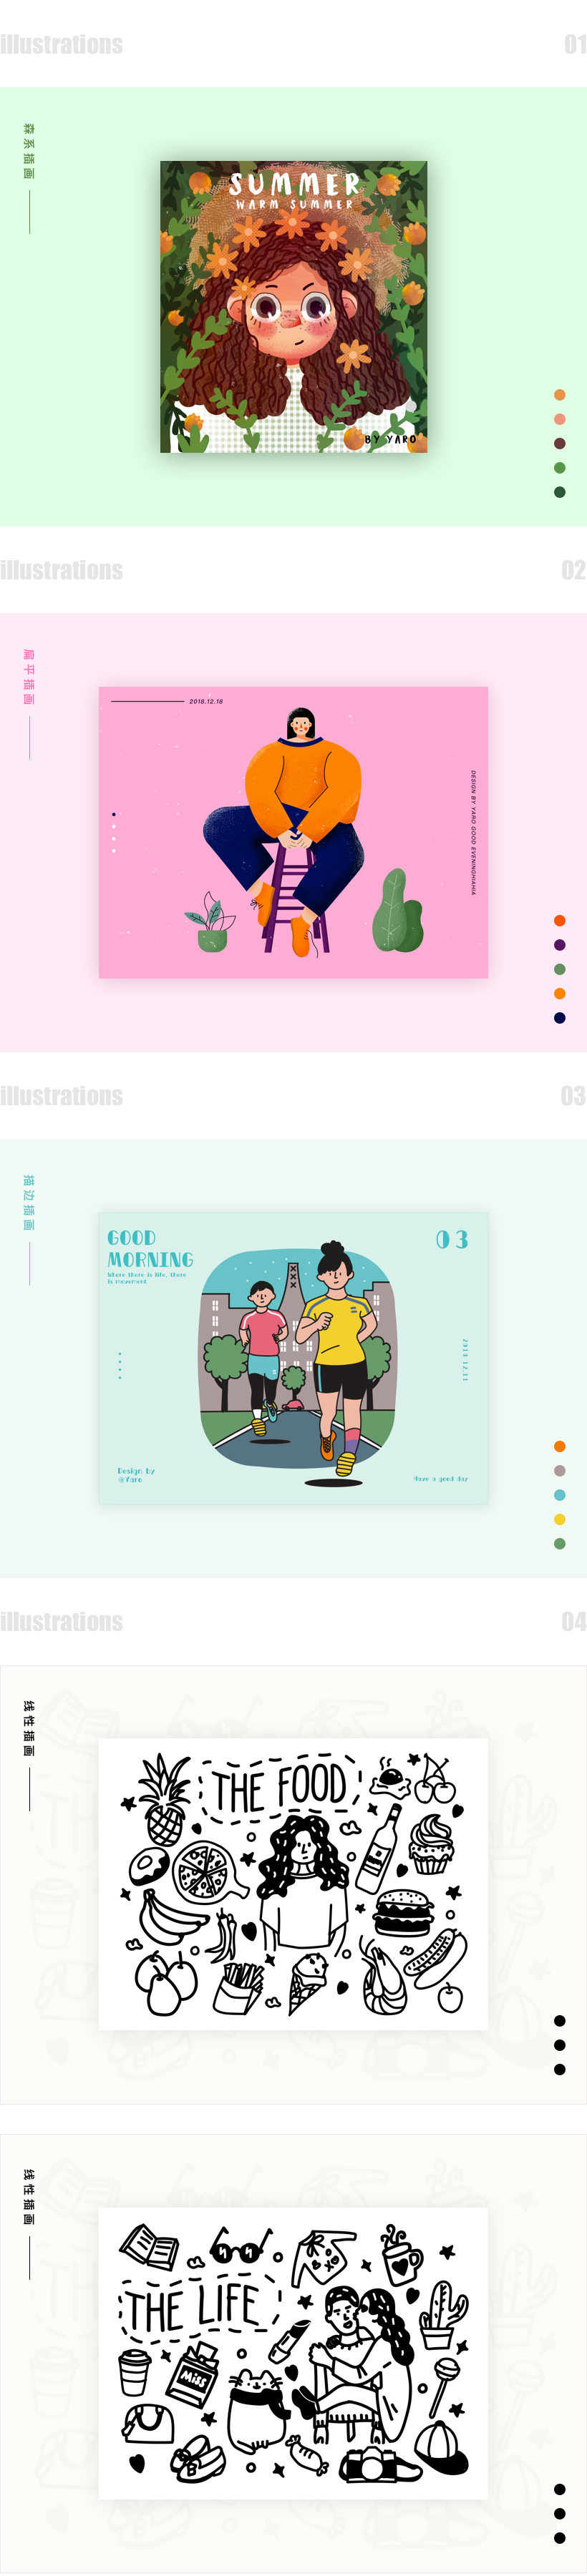 illustrations
01
森系插画
SUMMER
WARM SUMMER
BY YARO
illustrations
02
扁平插画
2018.12.18
DESIGN BY YARO GOOD EVENINGHAHIA
illustrations
03
描边插画
GOOD
MORNING
Where there is life, there
is movement
03
2019.12.11
Design by
@Yaro
Have a good day
illustrations
04
线性插画
THE FOOD
线性插画
THE LIFE
Miss